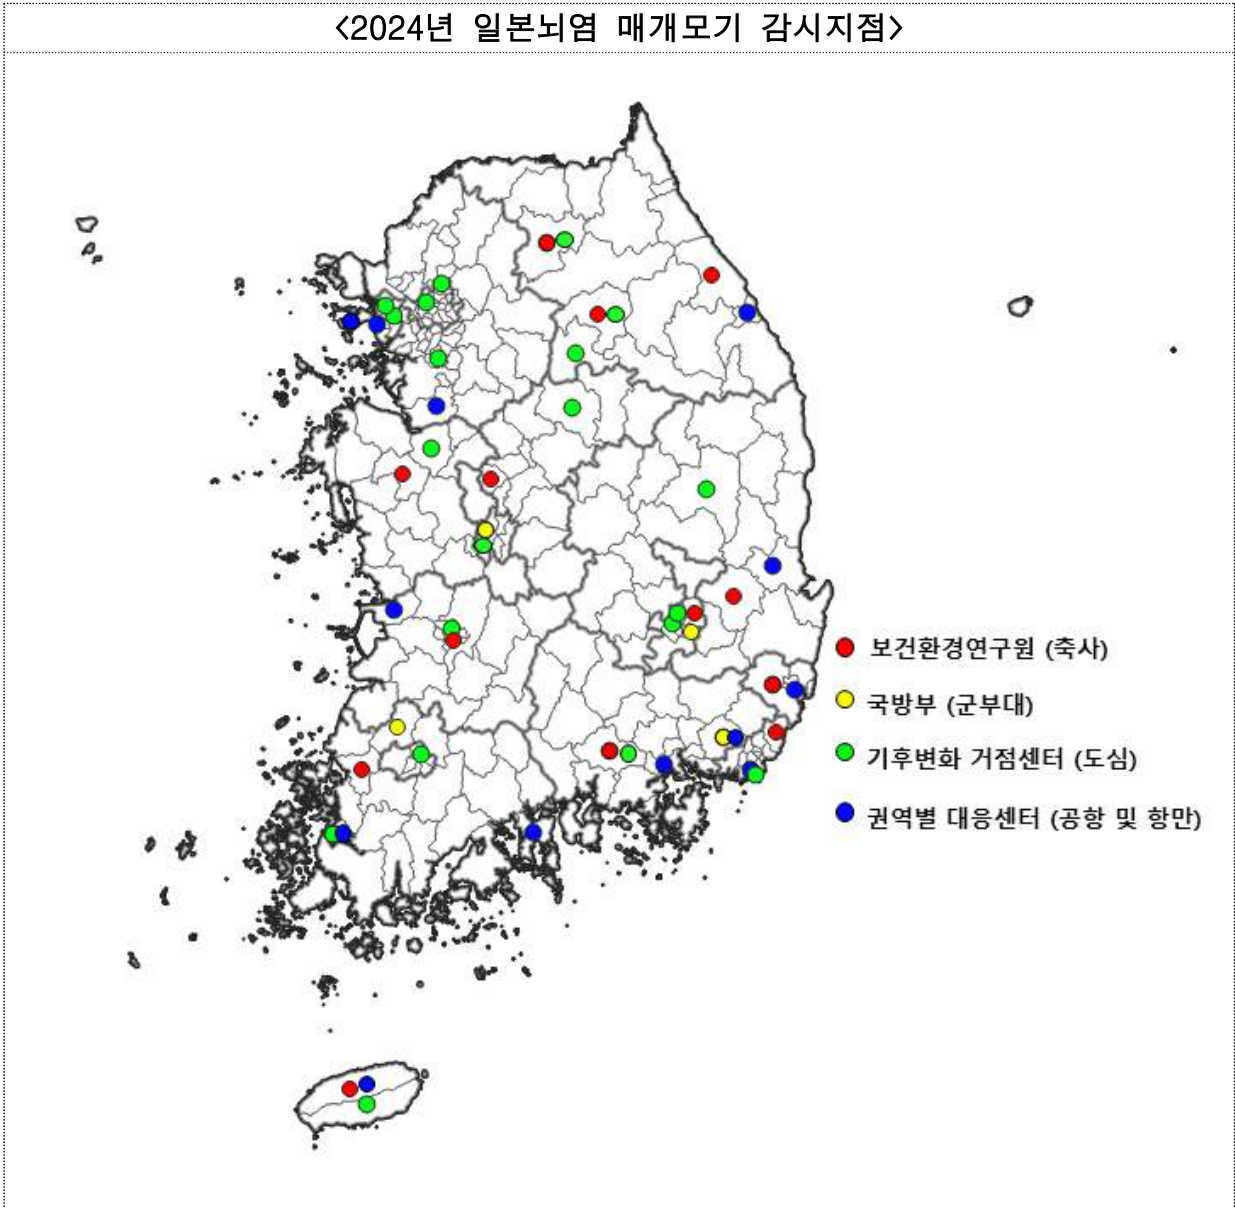 <2024년 일본뇌염 매개모기 감시지점>
보건환경연구원 (축사)
국방부 (군부대)
기후변화 거점센터 (도심)
권역별 대응센터 (공항 및 항만)